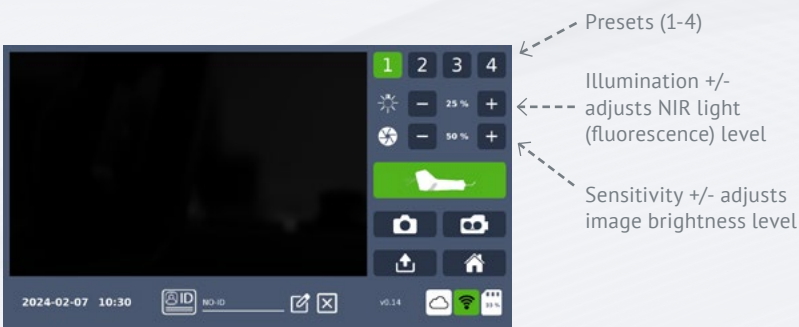 Presets (1-4)
1 2 3 4
Illumination +/-
adjusts NIR light
(fluorescence) level
25 %
50 %
Sensitivity +/- adjusts
image brightness level
2024-02-07 10:30 ID NO-ID v0.14